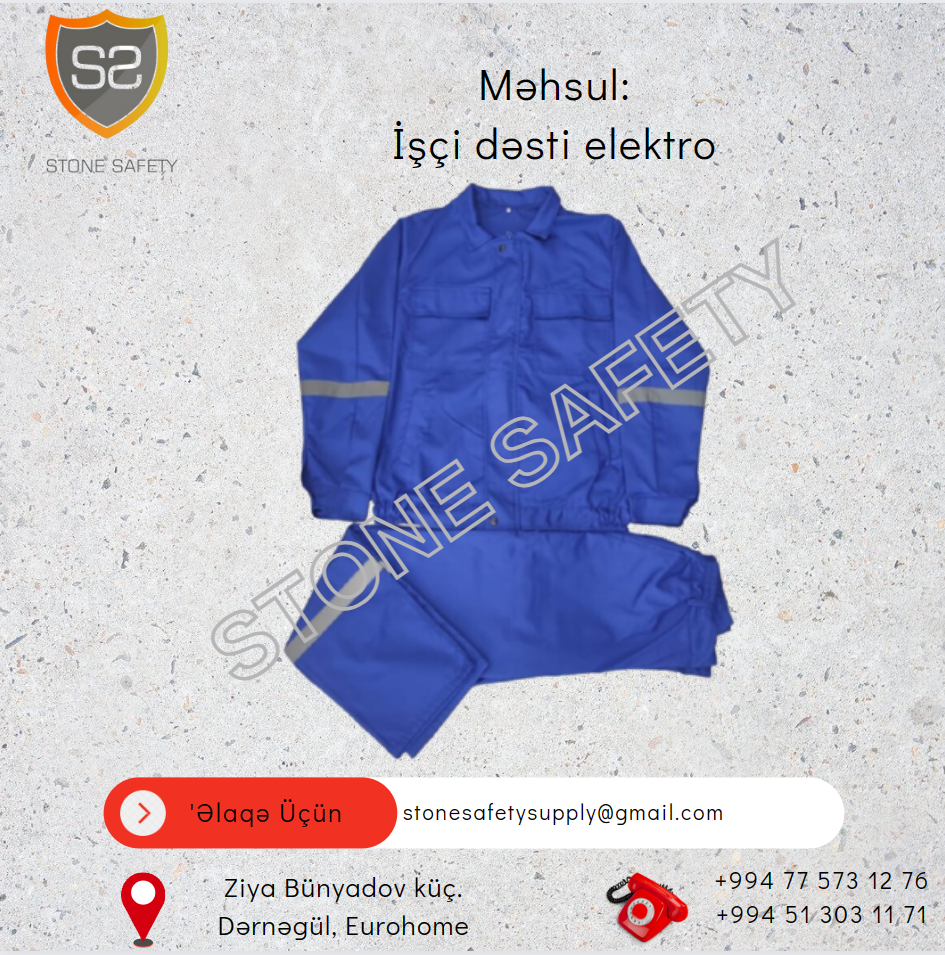 SS
STONE SAFETY
Məhsul:
İşçi dəsti elektro
STONE SAFETY
'Əlaqə Üçün
stonesafetysupply@gmail.com
Ziya Bünyadov küç.
Dərnəgül, Eurohome
+994 77 573 12 76
+994 51 303 11 71